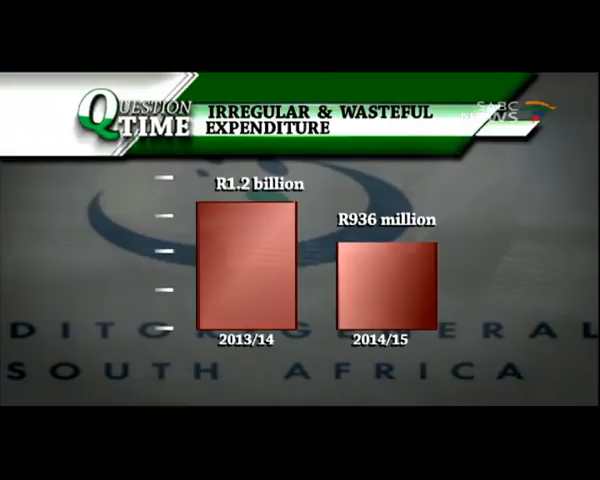 QUESTION
TIME
IRREGULAR & WASTEFUL
EXPENDITURE
SABC
NEWS
R1.2 billion
R936 million
DITOR GENERAL
2013/14
2014/15
SOUTH AFRICA